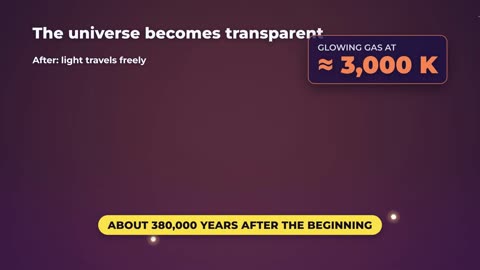 The universe becomes transparent
After: light travels freely
GLOWING GAS AT
≈ 3,000 K
ABOUT 380,000 YEARS AFTER THE BEGINNING